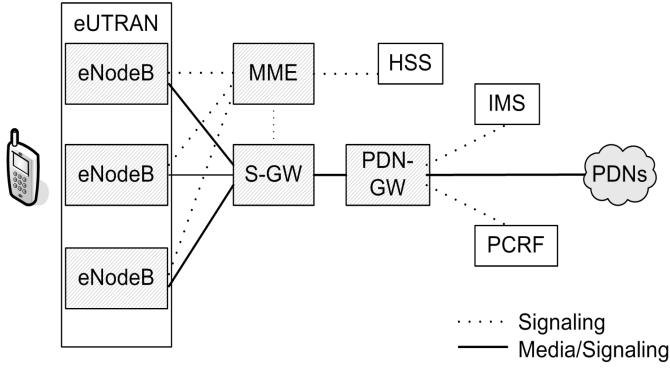 eUTRAN
eNodeB
MME
HSS
IMS
eNodeB
S-GW
PDN-
GW
PDNs
PCRF
eNodeB
Signaling
Media/Signaling